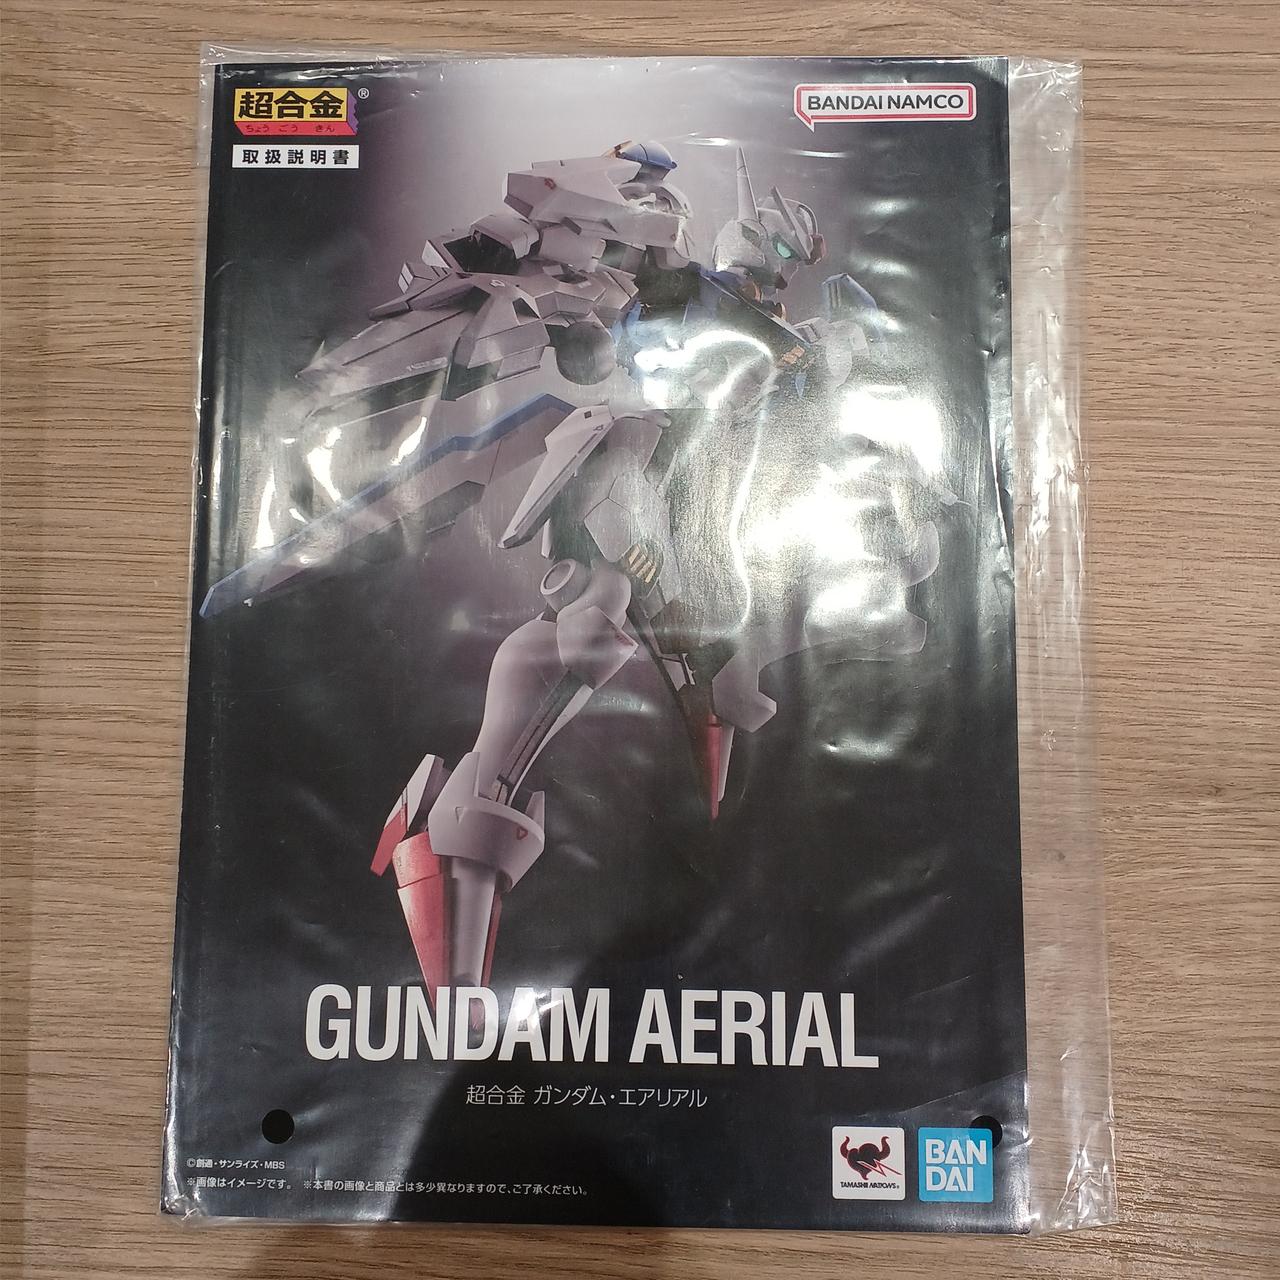 超合金®
ちょう ごう きん
取扱説明書
BANDAI NAMCO
GUNDAM AERIAL
超合金 ガンダム・エアリアル
©創通・サンライズ・MBS
※画像はイメージです。 ※本書の画像と商品とは多少異なりますので、ご了承ください。
TAMASHII NATIONS®
BAN
DAI